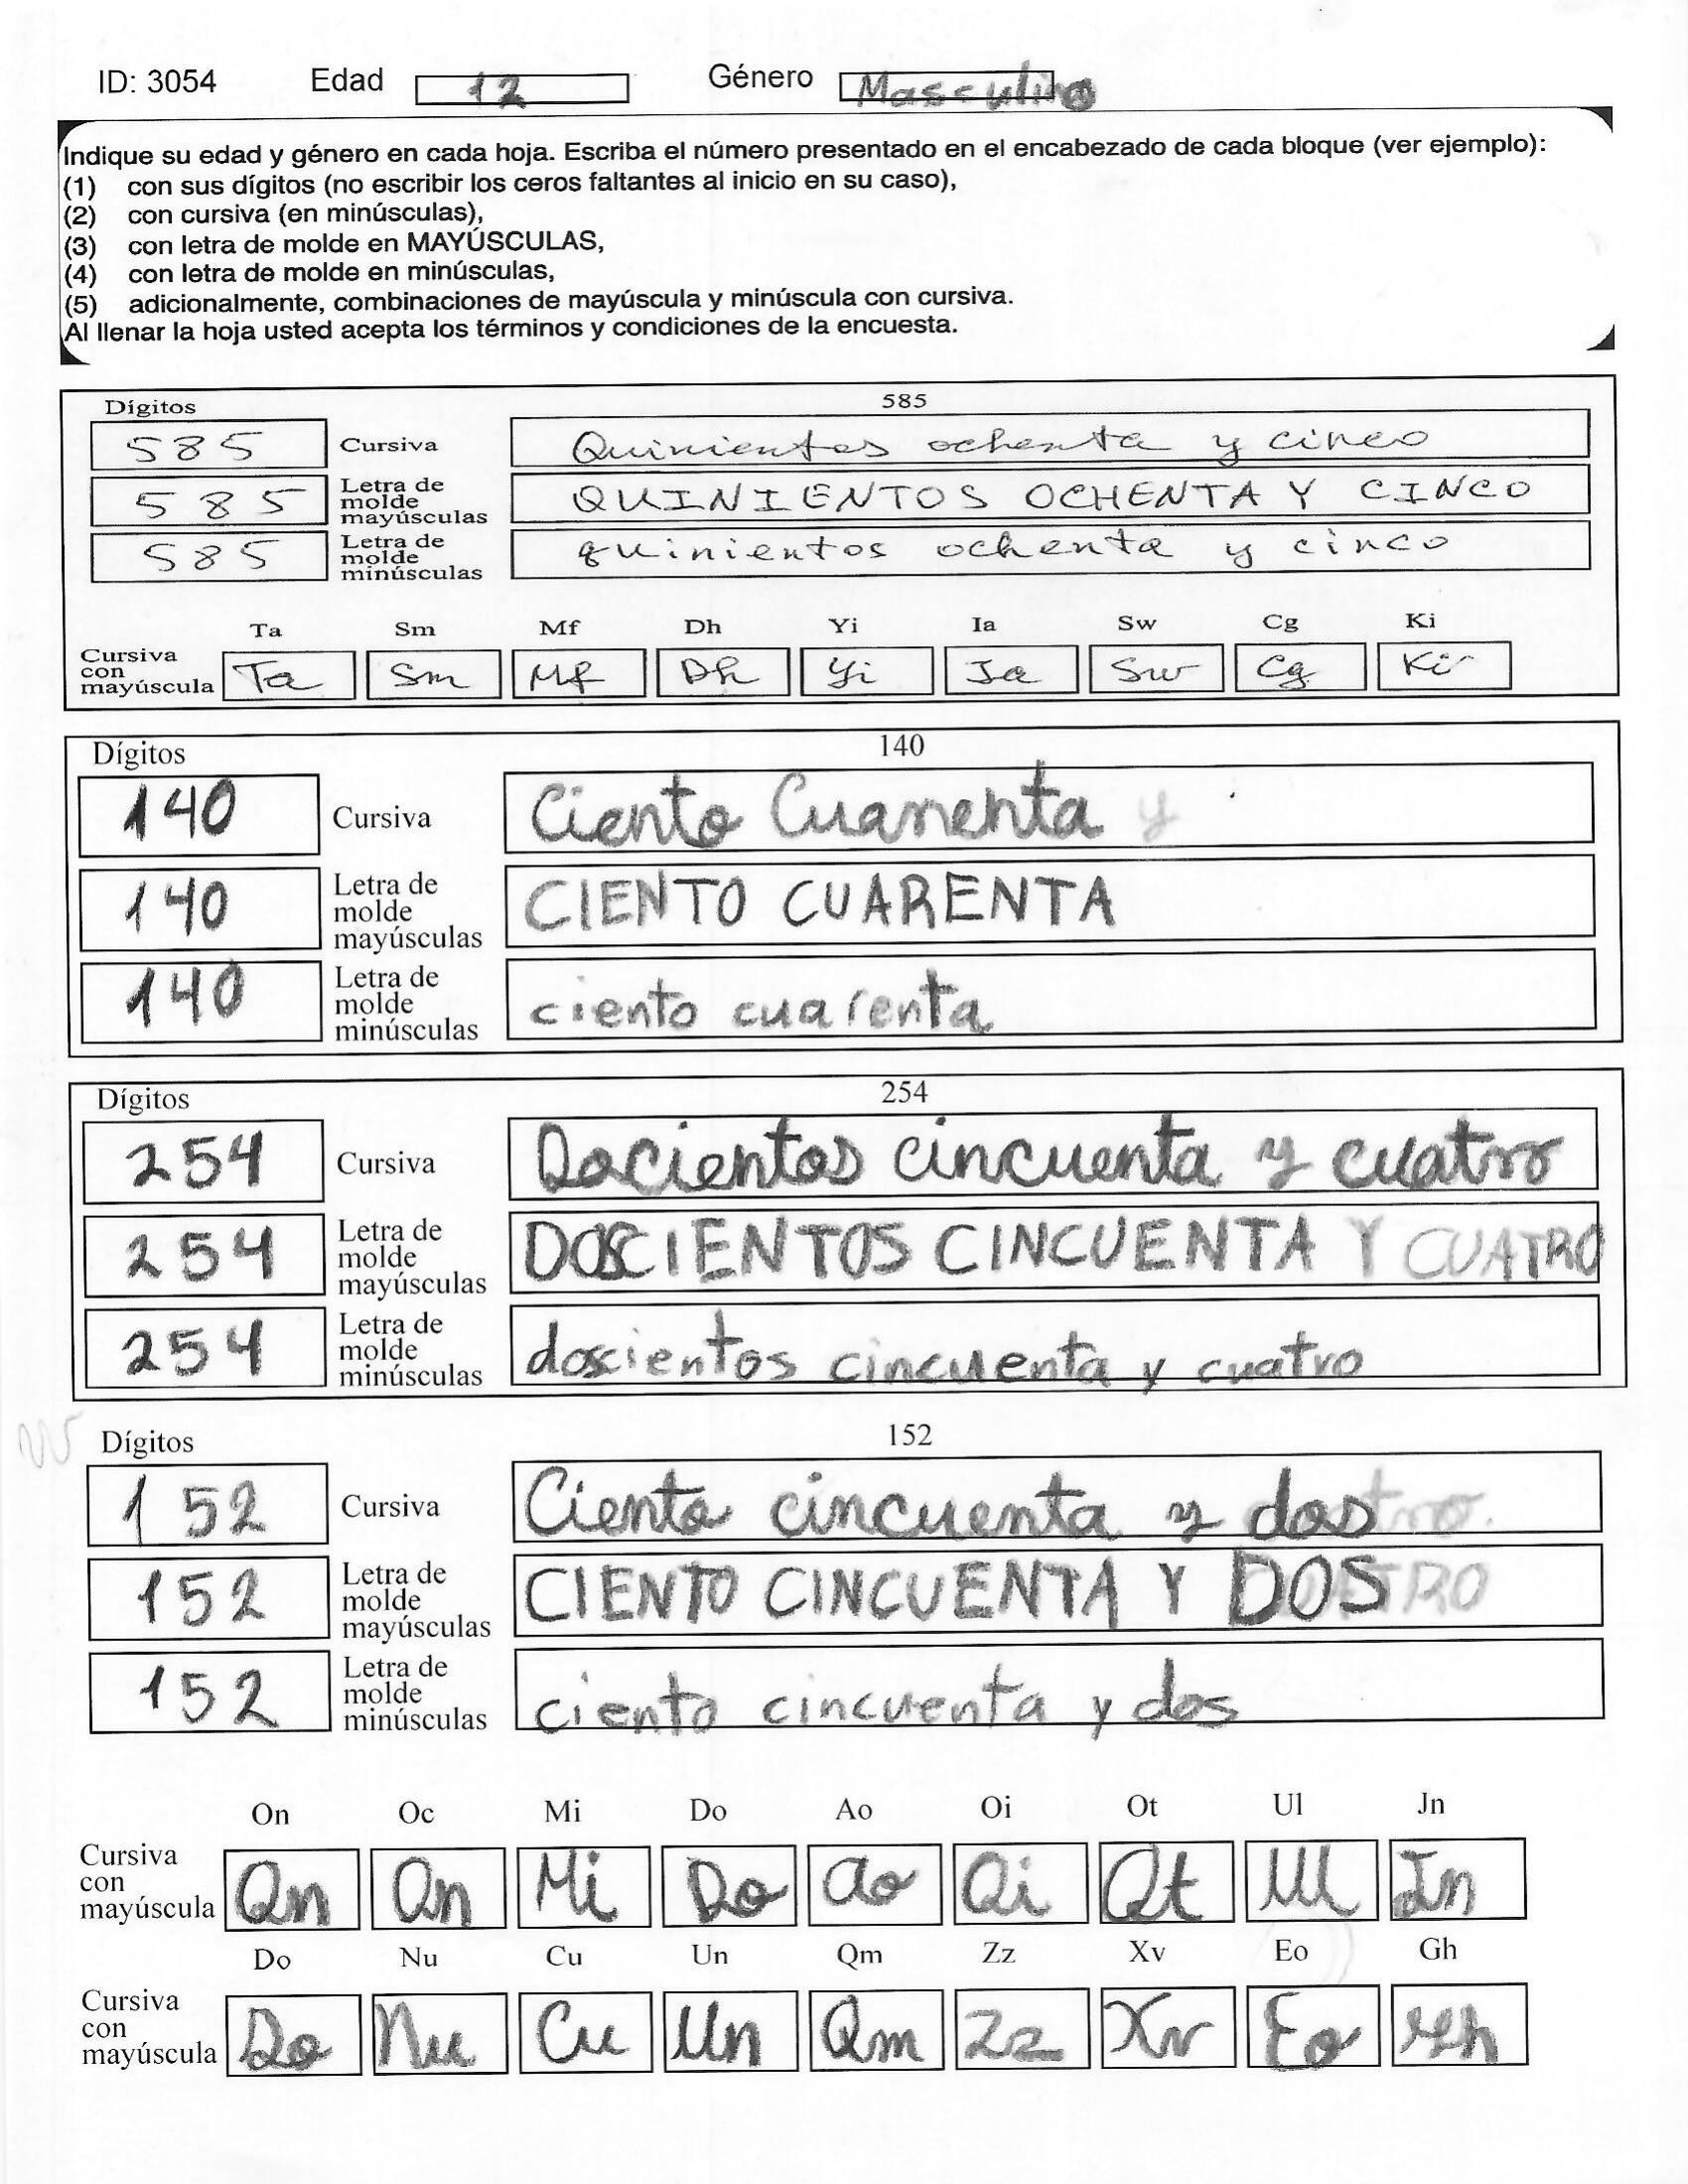 ID: 3054 Edad 12 Género Masculino
Indique su edad y género en cada hoja. Escriba el número presentado en el encabezado de cada bloque (ver ejemplo):
(1) con sus dígitos (no escribir los ceros faltantes al inicio en su caso),
(2) con cursiva (en minúsculas),
(3) con letra de molde en MAYÚSCULAS,
(4) con letra de molde en minúsculas,
(5) adicionalmente, combinaciones de mayúscula y minúscula con cursiva.
Al llenar la hoja usted acepta los términos y condiciones de la encuesta.
Dígitos 585
585 Cursiva Quinientos ochenta y cinco
585 Letra de molde mayúsculas QUINIENTOS OCHENTA Y CINCO
585 Letra de molde minúsculas quinientos ochenta y cinco
Ta Sm Mf Dh Yi Ia Sw Cg Ki
Cursiva con mayúscula Ta Sm Mf Dh Yi Ia Sw Cg Ki
Dígitos 140
140 Cursiva Ciento Cuarenta y
140 Letra de molde mayúsculas CIENTO CUARENTA
140 Letra de molde minúsculas ciento cuarenta
Dígitos 254
254 Cursiva Docientos cincuenta y cuatro
254 Letra de molde mayúsculas DOSCIENTOS CINCUENTA Y CUATRO
254 Letra de molde minúsculas doscientos cincuenta y cuatro
Dígitos 152
152 Cursiva Ciento cincuenta y dos
152 Letra de molde mayúsculas CIENTO CINCUENTA Y DOS
152 Letra de molde minúsculas ciento cincuenta y dos
On Oc Mi Do Ao Oi Ot Ul Jn
Cursiva con mayúscula On On Mi Do ao Oi Ot Ul Jn
Do Nu Cu Un Qm Zz Xv Eo Gh
Cursiva con mayúscula Do Nu Cu Un Qm Zz Xv Eo Gh